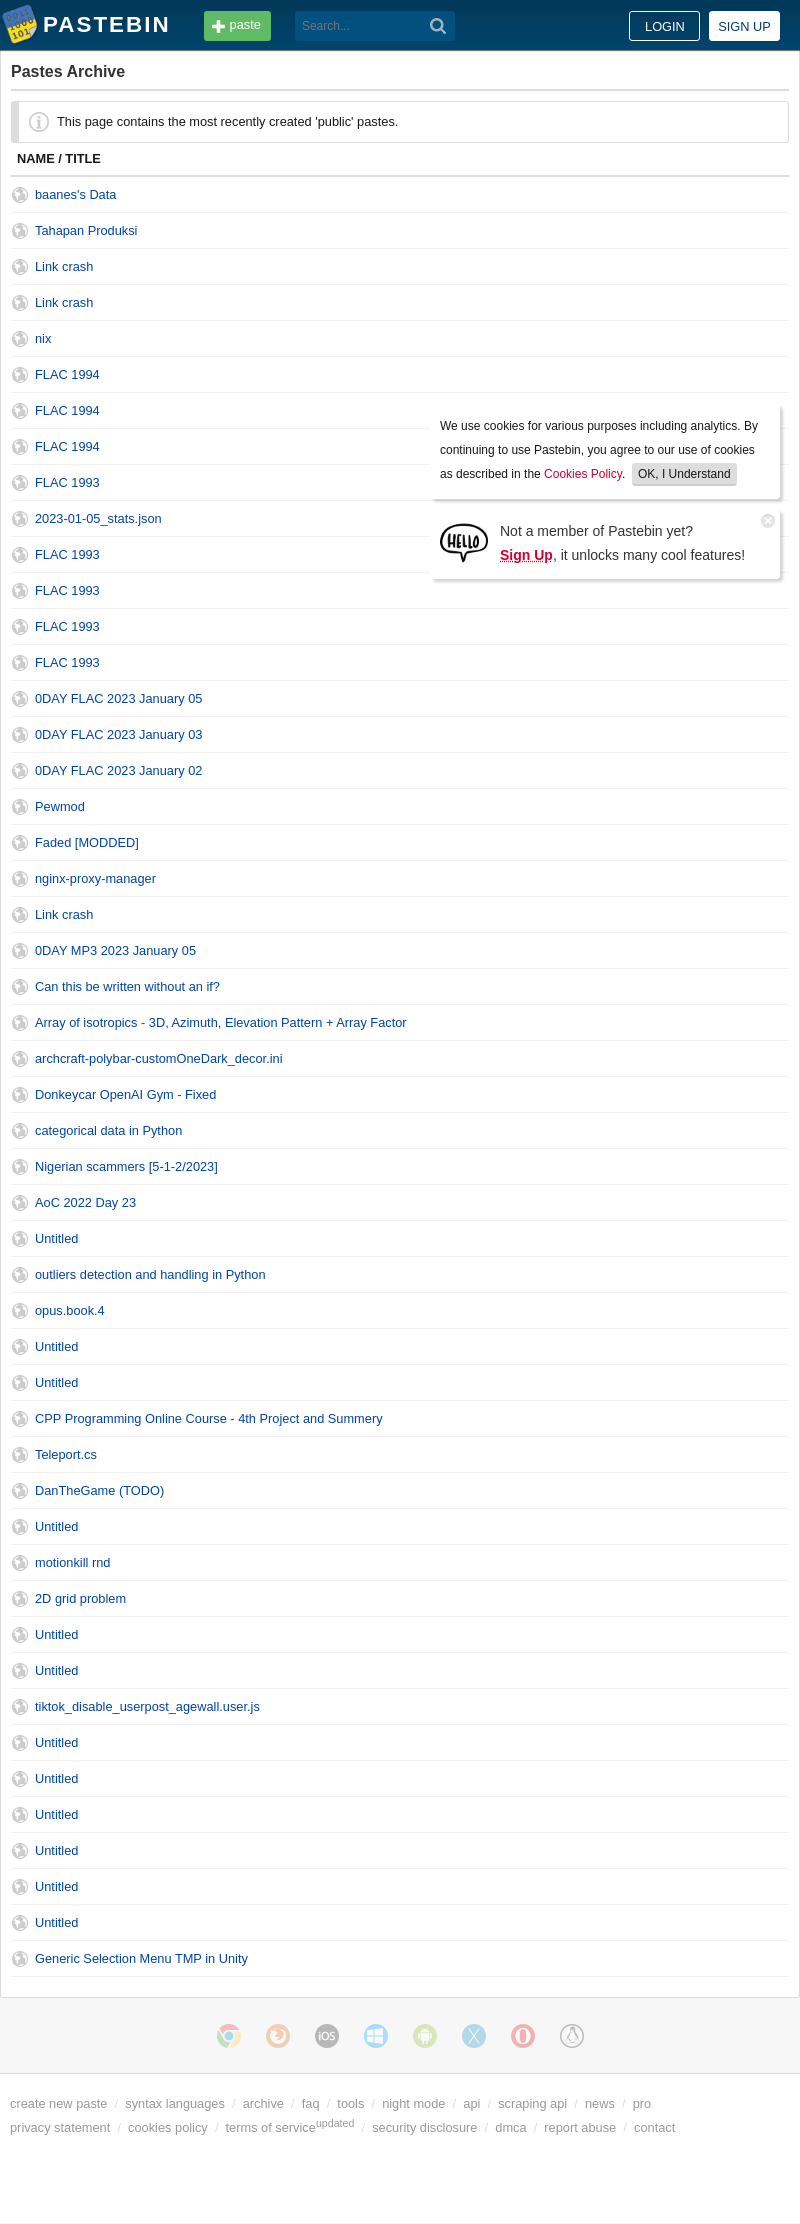 PASTEBIN
paste
Search...
LOGIN
SIGN UP
Pastes Archive
This page contains the most recently created 'public' pastes.
NAME / TITLE
baanes's Data
Tahapan Produksi
Link crash
Link crash
nix
FLAC 1994
FLAC 1994
FLAC 1994
FLAC 1993
2023-01-05_stats.json
FLAC 1993
FLAC 1993
FLAC 1993
FLAC 1993
0DAY FLAC 2023 January 05
0DAY FLAC 2023 January 03
0DAY FLAC 2023 January 02
Pewmod
Faded [MODDED]
nginx-proxy-manager
Link crash
0DAY MP3 2023 January 05
Can this be written without an if?
Array of isotropics - 3D, Azimuth, Elevation Pattern + Array Factor
archcraft-polybar-customOneDark_decor.ini
Donkeycar OpenAI Gym - Fixed
categorical data in Python
Nigerian scammers [5-1-2/2023]
AoC 2022 Day 23
Untitled
outliers detection and handling in Python
opus.book.4
Untitled
Untitled
CPP Programming Online Course - 4th Project and Summery
Teleport.cs
DanTheGame (TODO)
Untitled
motionkill rnd
2D grid problem
Untitled
Untitled
tiktok_disable_userpost_agewall.user.js
Untitled
Untitled
Untitled
Untitled
Untitled
Untitled
Generic Selection Menu TMP in Unity
We use cookies for various purposes including analytics. By
continuing to use Pastebin, you agree to our use of cookies
as described in the Cookies Policy. OK, I Understand
HELLO
Not a member of Pastebin yet?
Sign Up, it unlocks many cool features!
iOS
create new paste / syntax languages / archive / faq / tools / night mode / api / scraping api / news / pro
privacy statement / cookies policy / terms of service updated / security disclosure / dmca / report abuse / contact